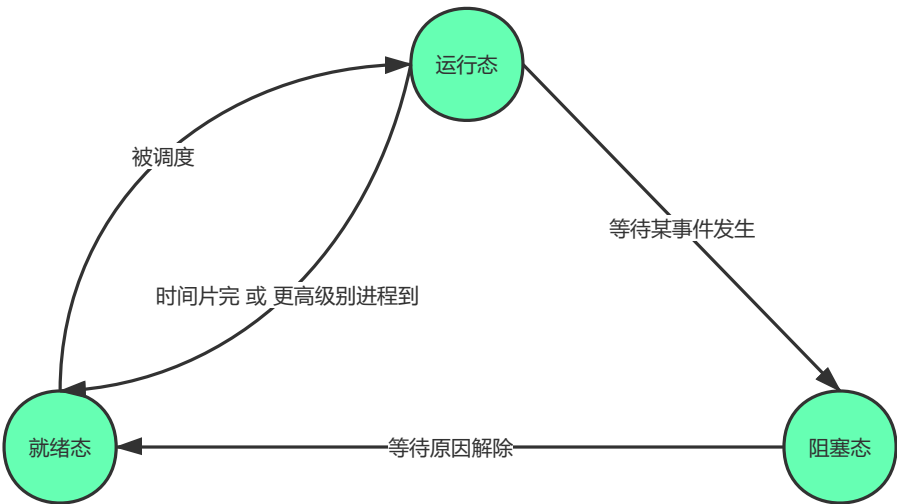 运行态
被调度
等待某事件发生
时间片完 或 更高级别进程到
就绪态
等待原因解除
阻塞态